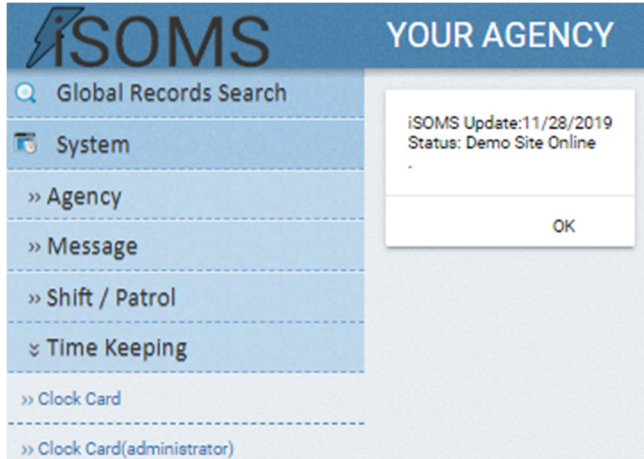 iSOMS
YOUR AGENCY
Global Records Search
System
» Agency
» Message
» Shift / Patrol
Time Keeping
» Clock Card
» Clock Card(administrator)
iSOMS Update:11/28/2019
Status: Demo Site Online
.
OK